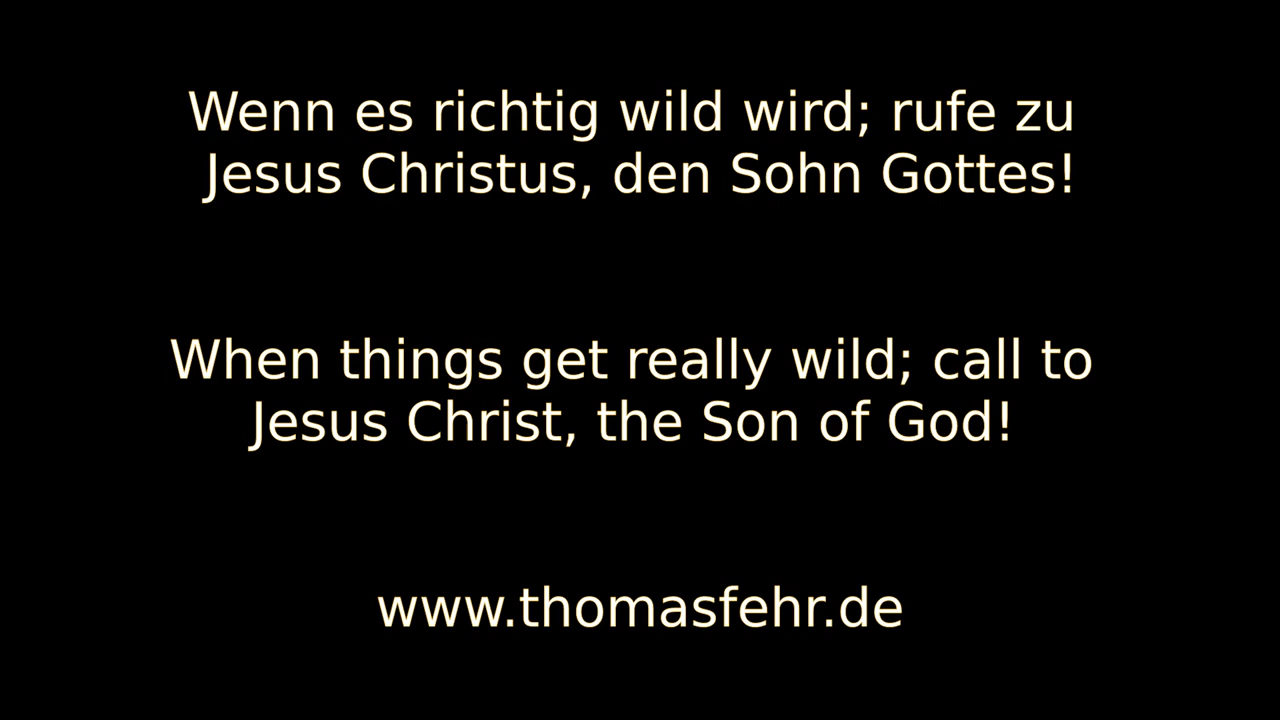 Wenn es richtig wild wird; rufe zu
Jesus Christus, den Sohn Gottes!
When things get really wild; call to
Jesus Christ, the Son of God!
www.thomasfehr.de